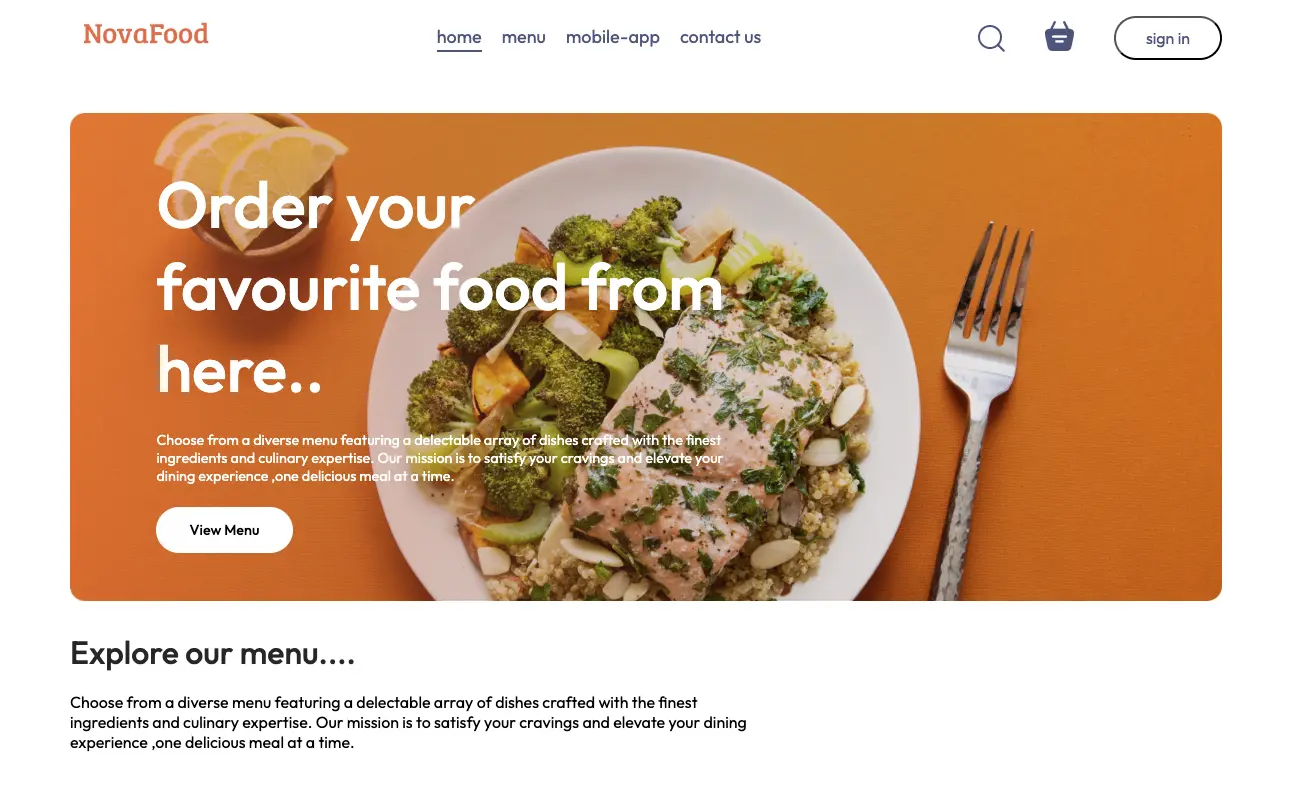 NovaFood
home menu mobile-app contact us
sign in
Order your
favourite food from
here..
Choose from a diverse menu featuring a delectable array of dishes crafted with the finest
ingredients and culinary expertise. Our mission is to satisfy your cravings and elevate your
dining experience ,one delicious meal at a time.
View Menu
Explore our menu....
Choose from a diverse menu featuring a delectable array of dishes crafted with the finest
ingredients and culinary expertise. Our mission is to satisfy your cravings and elevate your dining
experience ,one delicious meal at a time.